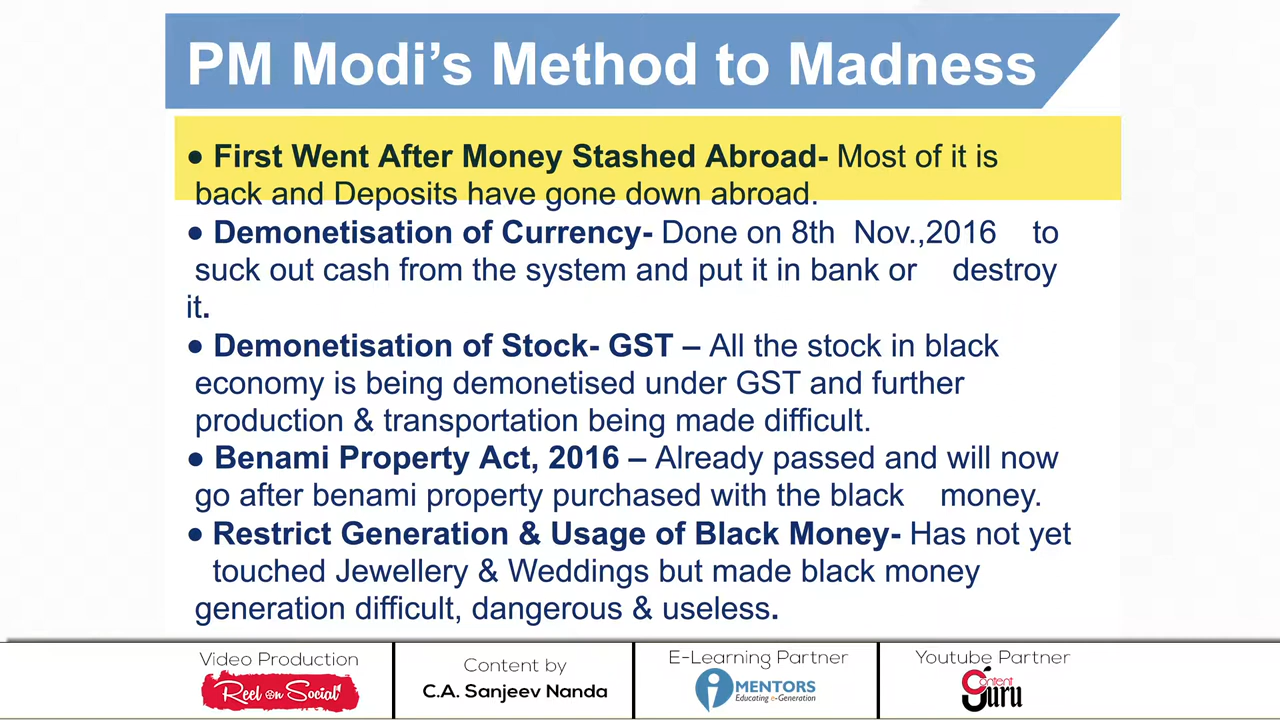 PM Modi’s Method to Madness
● First Went After Money Stashed Abroad- Most of it is
back and Deposits have gone down abroad.
● Demonetisation of Currency- Done on 8th Nov.,2016 to
suck out cash from the system and put it in bank or destroy
it.
● Demonetisation of Stock- GST – All the stock in black
economy is being demonetised under GST and further
production & transportation being made difficult.
● Benami Property Act, 2016 – Already passed and will now
go after benami property purchased with the black money.
● Restrict Generation & Usage of Black Money- Has not yet
touched Jewellery & Weddings but made black money
generation difficult, dangerous & useless.
Video Production
Reel on Social
Content by
C.A. Sanjeev Nanda
E-Learning Partner
iMENTORS
Educating e-Generation
Youtube Partner
Content
Guru